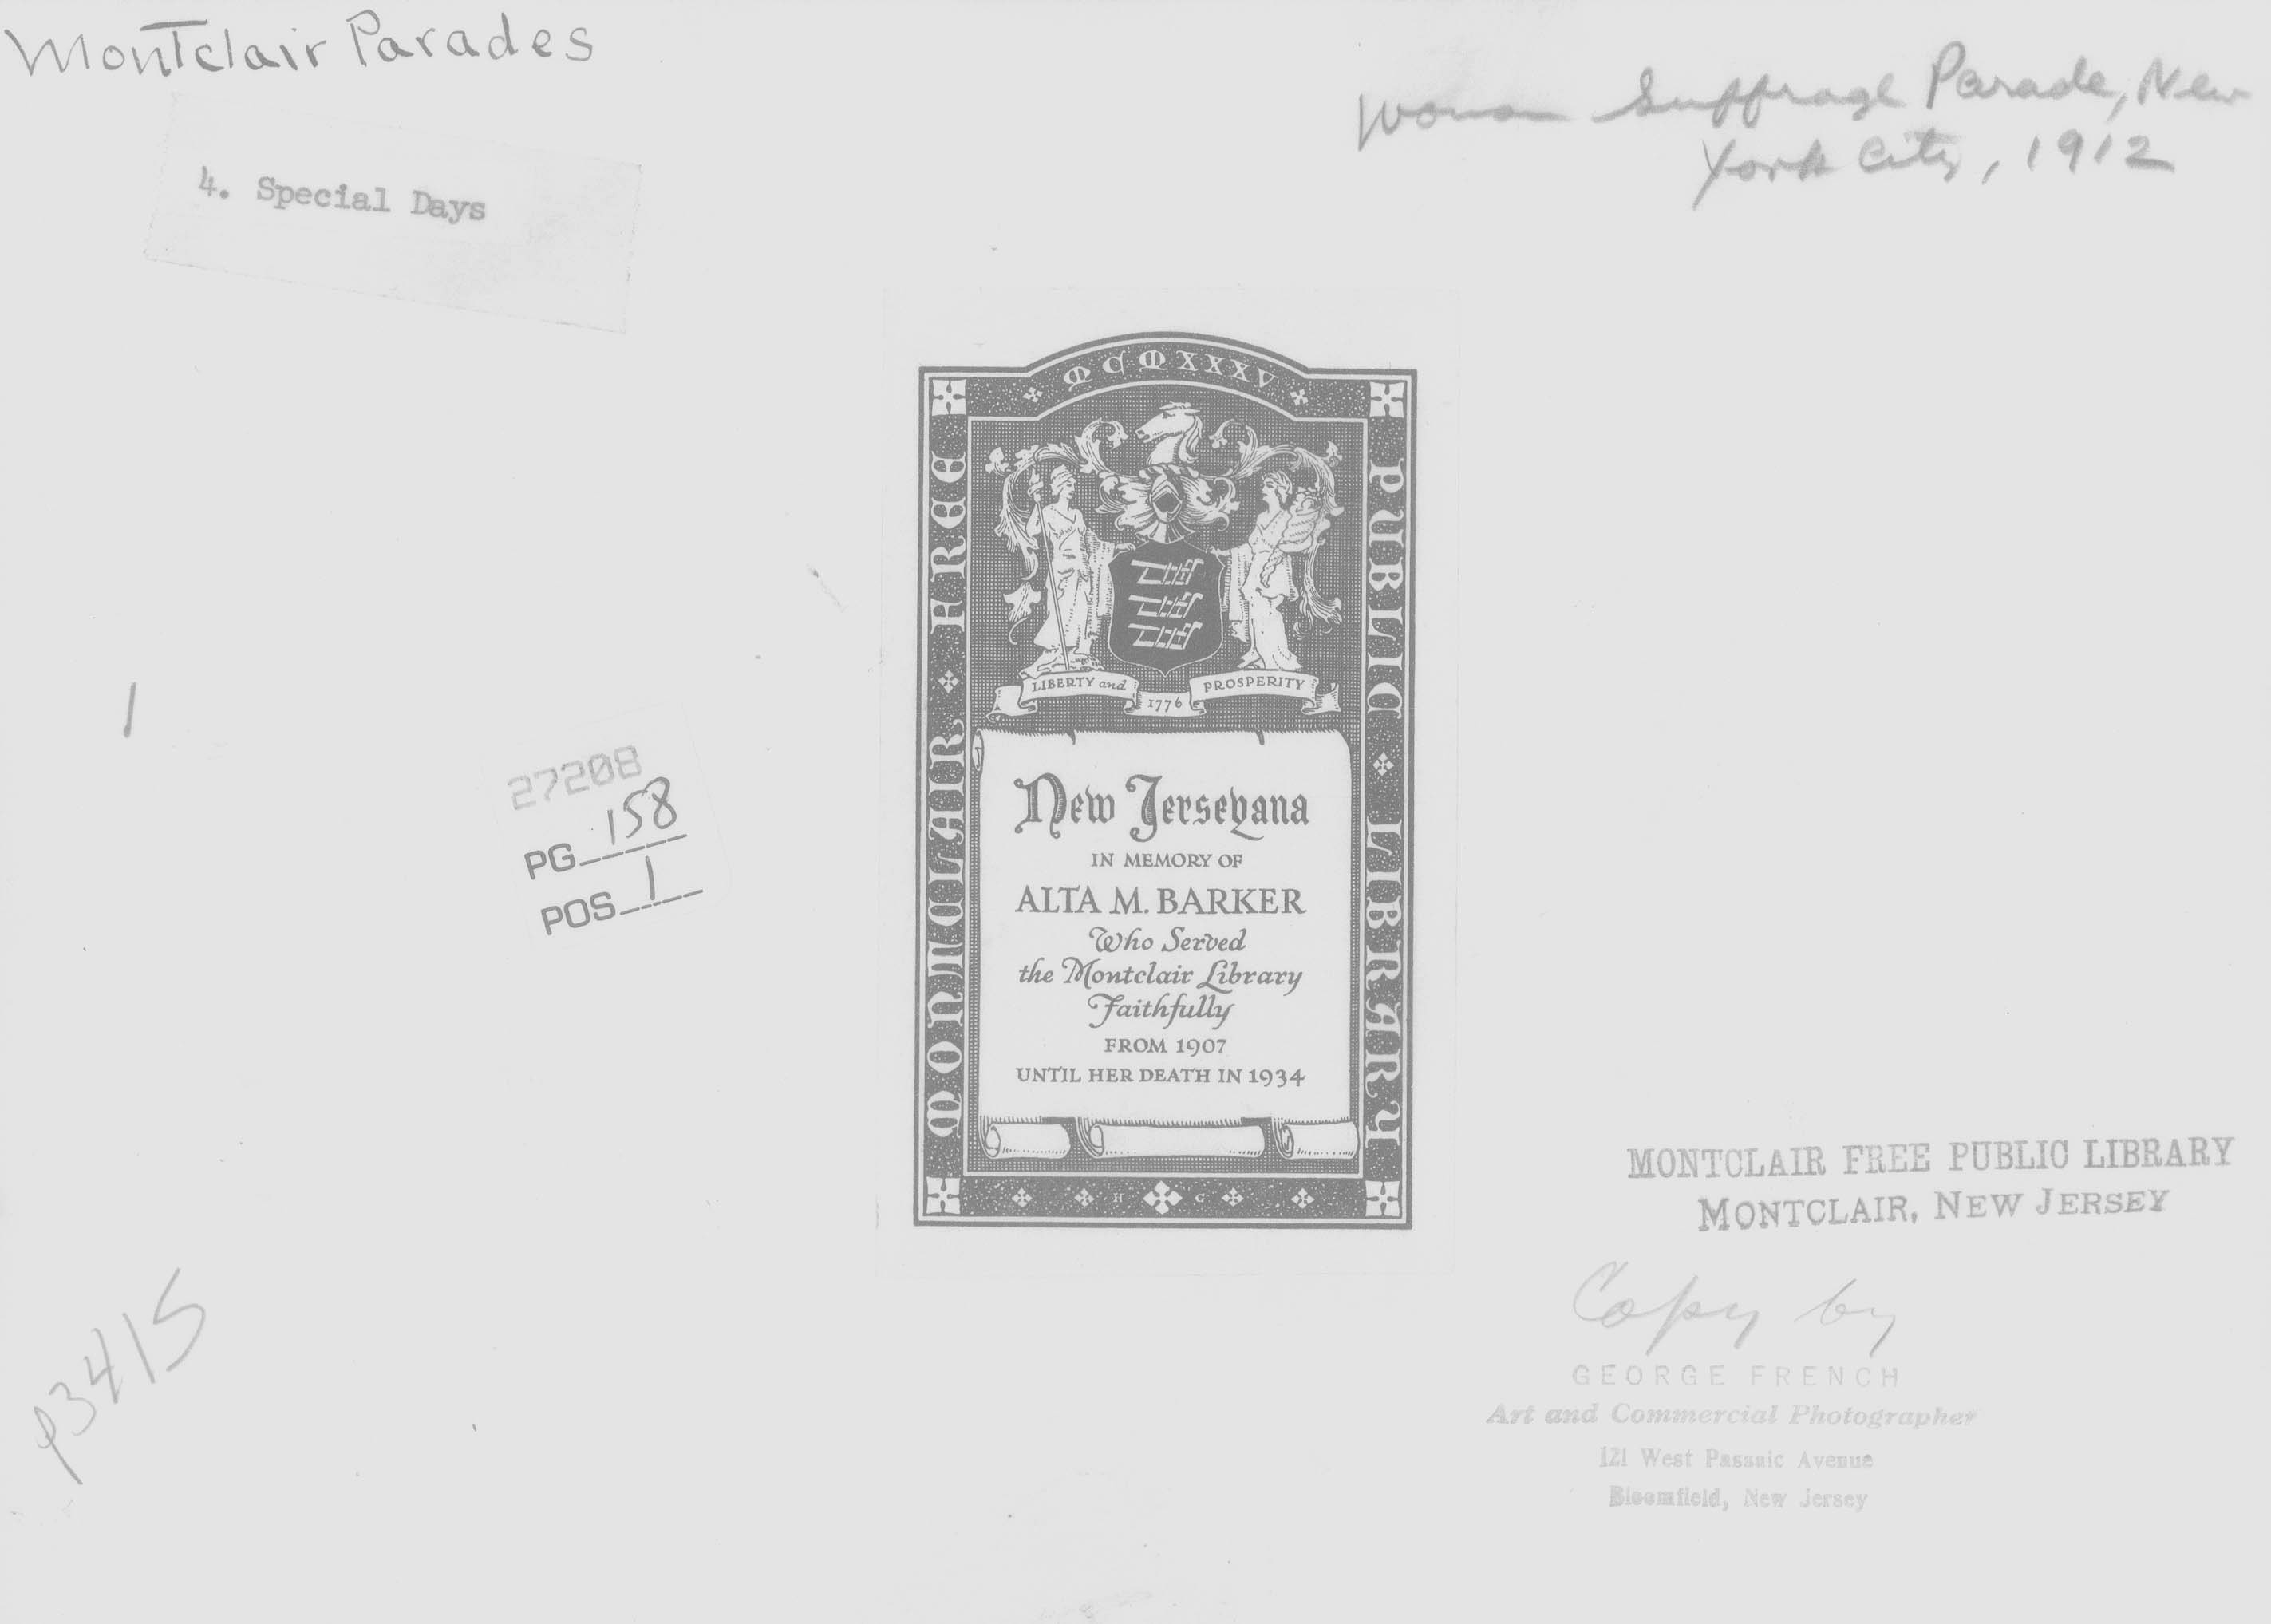 Montclair Parades
Woman Suffrage Parade, New
York City, 1912
4. Special Days
MCMXXXV
MONTCLAIR FREE
PUBLIC LIBRARY
LIBERTY and
PROSPERITY
1776
New Jerseyana
IN MEMORY OF
ALTA M. BARKER
Who Served
the Montclair Library
Faithfully
FROM 1907
UNTIL HER DEATH IN 1934
H G
1
27208
PG 158
POS 1
MONTCLAIR FREE PUBLIC LIBRARY
MONTCLAIR, NEW JERSEY
Copy by
GEORGE FRENCH
Art and Commercial Photographer
121 West Passaic Avenue
Bloomfield, New Jersey
p3415